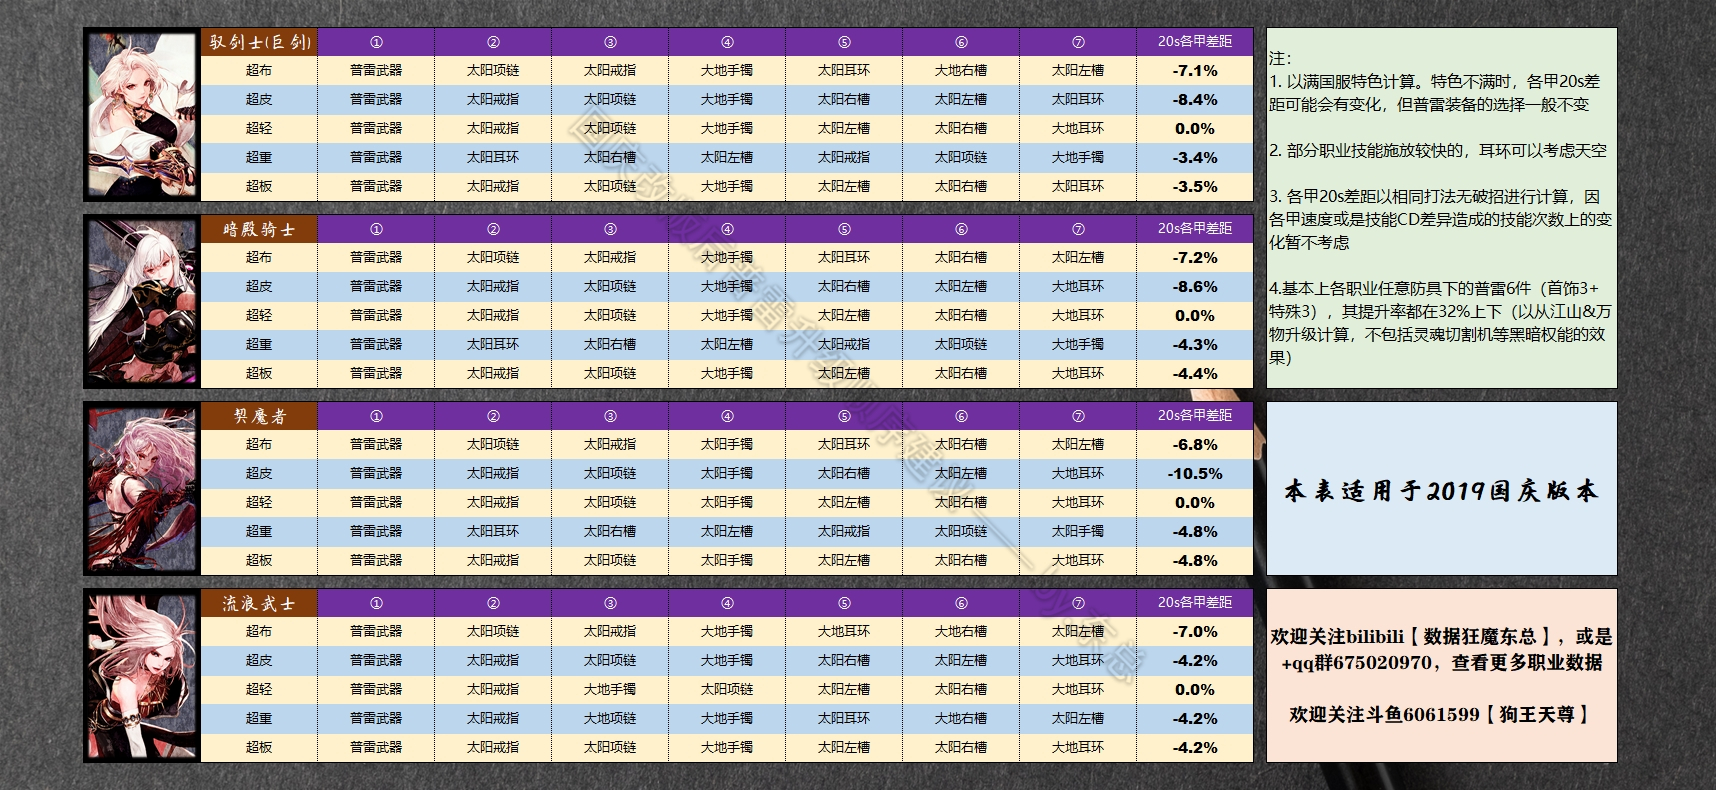 驭剑士(巨剑) ① ② ③ ④ ⑤ ⑥ ⑦ 20s各甲差距
超布 普雷武器 太阳项链 太阳戒指 大地手镯 太阳耳环 大地右槽 太阳左槽 -7.1%
超皮 普雷武器 太阳戒指 太阳项链 大地手镯 太阳右槽 太阳左槽 太阳耳环 -8.4%
超轻 普雷武器 太阳戒指 太阳项链 大地手镯 太阳左槽 太阳右槽 大地耳环 0.0%
超重 普雷武器 太阳耳环 太阳右槽 太阳左槽 太阳戒指 太阳项链 大地手镯 -3.4%
超板 普雷武器 太阳戒指 太阳项链 大地手镯 太阳左槽 太阳右槽 太阳耳环 -3.5%
暗殿骑士 ① ② ③ ④ ⑤ ⑥ ⑦ 20s各甲差距
超布 普雷武器 太阳项链 太阳戒指 大地手镯 太阳耳环 太阳右槽 太阳左槽 -7.2%
超皮 普雷武器 太阳戒指 太阳项链 大地手镯 太阳右槽 太阳左槽 大地耳环 -8.6%
超轻 普雷武器 太阳戒指 太阳项链 大地手镯 太阳左槽 太阳右槽 大地耳环 0.0%
超重 普雷武器 太阳耳环 太阳右槽 太阳左槽 太阳戒指 太阳项链 大地手镯 -4.3%
超板 普雷武器 太阳戒指 太阳项链 大地手镯 太阳左槽 太阳右槽 大地耳环 -4.4%
契魔者 ① ② ③ ④ ⑤ ⑥ ⑦ 20s各甲差距
超布 普雷武器 太阳项链 太阳戒指 太阳手镯 太阳耳环 太阳右槽 太阳左槽 -6.8%
超皮 普雷武器 太阳戒指 太阳项链 太阳手镯 太阳右槽 太阳左槽 大地耳环 -10.5%
超轻 普雷武器 太阳戒指 太阳项链 太阳手镯 太阳左槽 太阳右槽 大地耳环 0.0%
超重 普雷武器 太阳耳环 太阳右槽 太阳左槽 太阳戒指 太阳项链 太阳手镯 -4.8%
超板 普雷武器 太阳戒指 太阳项链 太阳手镯 太阳左槽 太阳右槽 大地耳环 -4.8%
流浪武士 ① ② ③ ④ ⑤ ⑥ ⑦ 20s各甲差距
超布 普雷武器 太阳项链 太阳戒指 大地手镯 大地耳环 大地右槽 太阳左槽 -7.0%
超皮 普雷武器 太阳戒指 太阳项链 大地手镯 太阳右槽 太阳左槽 大地耳环 -4.2%
超轻 普雷武器 太阳戒指 大地手镯 太阳项链 太阳左槽 太阳右槽 大地耳环 0.0%
超重 普雷武器 太阳戒指 大地项链 太阳左槽 太阳耳环 大地右槽 大地手镯 -4.2%
超板 普雷武器 太阳戒指 太阳项链 大地手镯 太阳左槽 太阳右槽 大地耳环 -4.2%
注：
1. 以满国服特色计算。特色不满时，各甲20s差
距可能会有变化，但普雷装备的选择一般不变
2. 部分职业技能施放较快的，耳环可以考虑天空
3. 各甲20s差距以相同打法无破招进行计算，因
各甲速度或是技能CD差异造成的技能次数上的变
化暂不考虑
4.基本上各职业任意防具下的普雷6件（首饰3+
特殊3），其提升率都在32%上下（以从江山&万
物升级计算，不包括灵魂切割机等黑暗权能的效
果）
本表适用于2019国庆版本
欢迎关注bilibili【数据狂魔东总】，或是
+qq群675020970，查看更多职业数据
欢迎关注斗鱼6061599【狗王天尊】
国庆改版后普雷升级顺序建议——by.东总